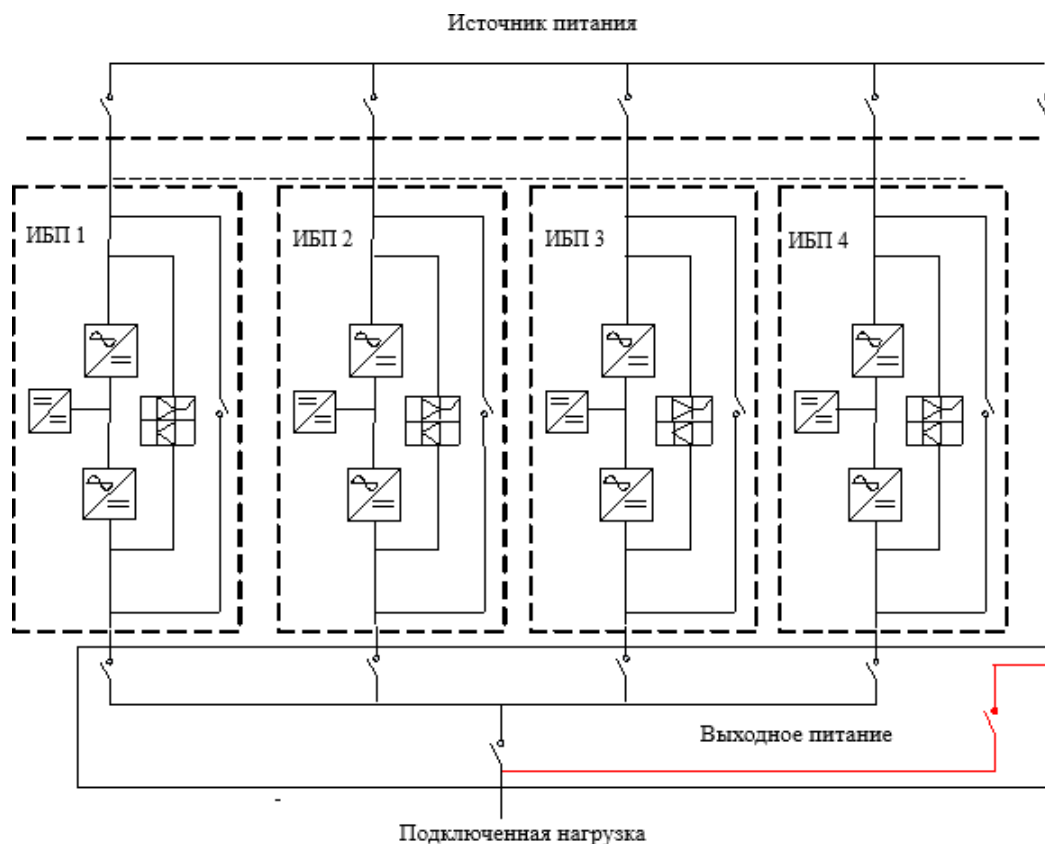 Источник питания
ИБП 1
ИБП 2
ИБП 3
ИБП 4
Выходное питание
Подключенная нагрузка